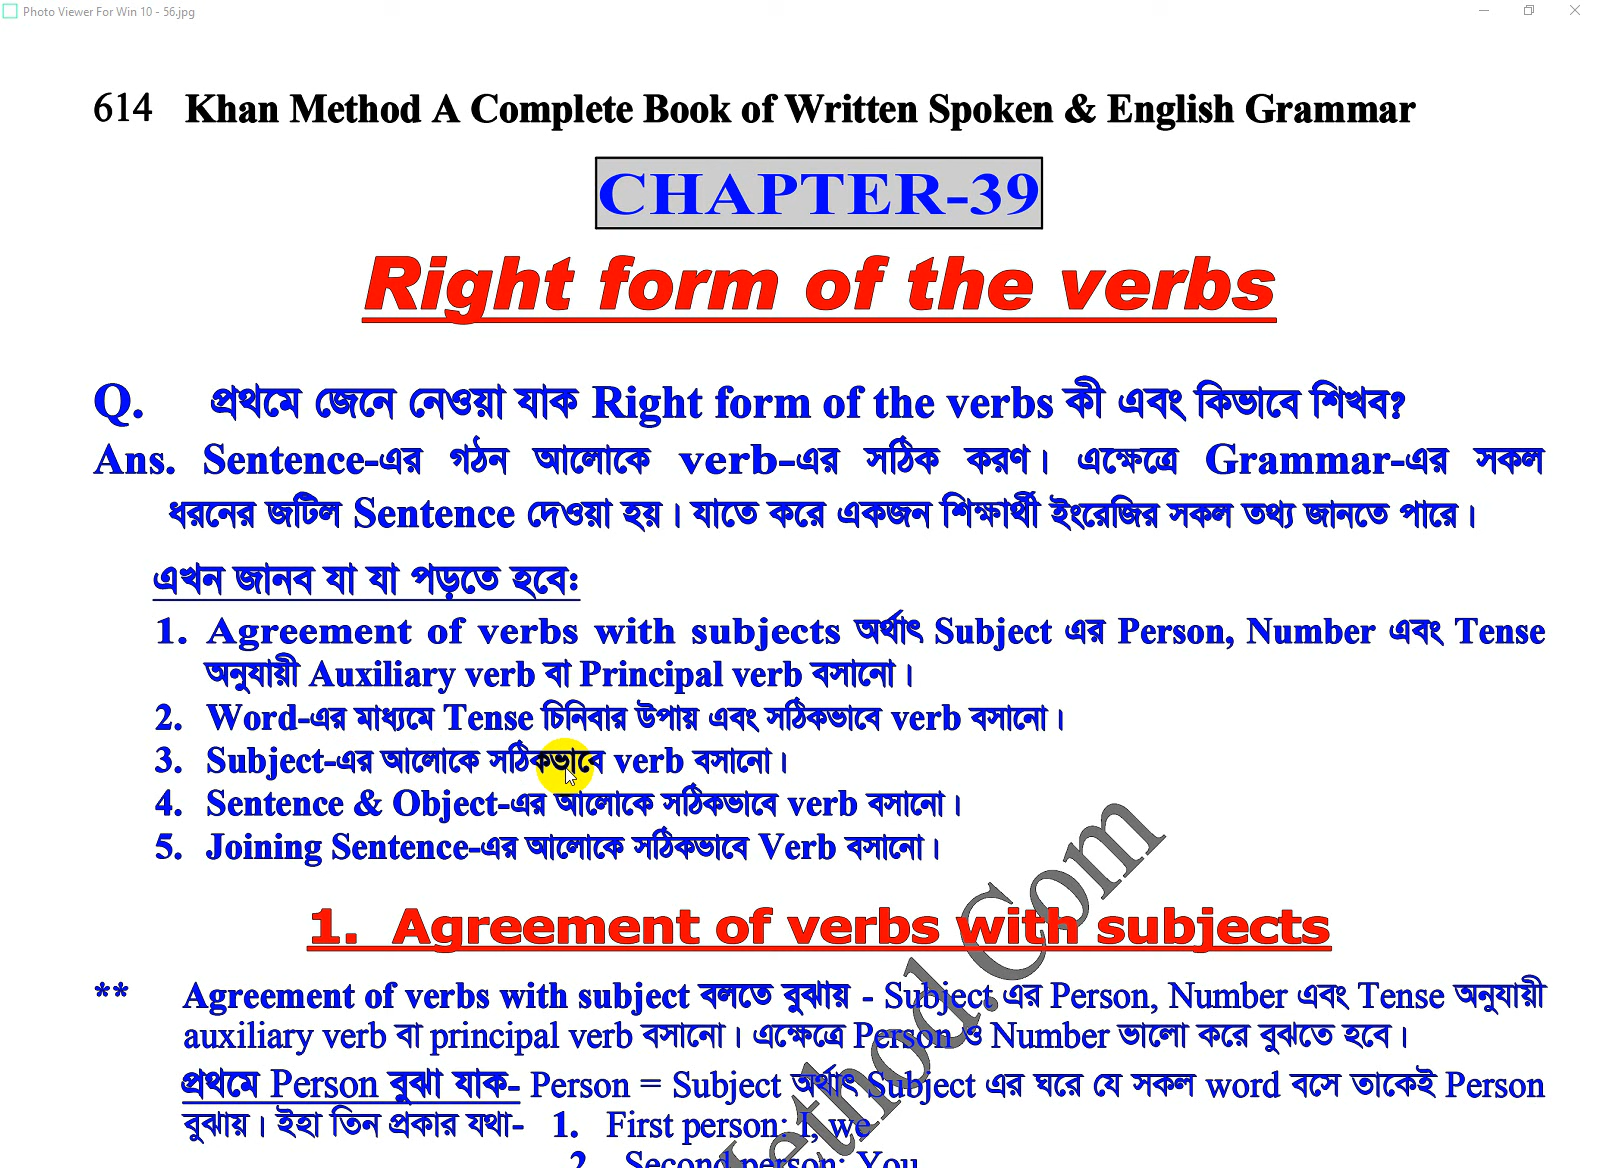 Photo Viewer For Win 10 - 56.jpg
614 Khan Method A Complete Book of Written Spoken & English Grammar
CHAPTER-39
Right form of the verbs
Q. প্রথমে জেনে নেওয়া যাক Right form of the verbs কী এবং কিভাবে শিখব?
Ans. Sentence-এর গঠন আলোকে verb-এর সঠিক করণ। এক্ষেত্রে Grammar-এর সকল
ধরনের জটিল Sentence দেওয়া হয়। যাতে করে একজন শিক্ষার্থী ইংরেজির সকল তথ্য জানতে পারে।
এখন জানব যা যা পড়তে হবেঃ
1. Agreement of verbs with subjects অর্থাৎ Subject এর Person, Number এবং Tense
অনুযায়ী Auxiliary verb বা Principal verb বসানো।
2. Word-এর মাধ্যমে Tense চিনিবার উপায় এবং সঠিকভাবে verb বসানো।
3. Subject-এর আলোকে সঠিকভাবে verb বসানো।
4. Sentence & Object-এর আলোকে সঠিকভাবে verb বসানো।
5. Joining Sentence-এর আলোকে সঠিকভাবে Verb বসানো।
1. Agreement of verbs with subjects
** Agreement of verbs with subject বলতে বুঝায় - Subject এর Person, Number এবং Tense অনুযায়ী
auxiliary verb বা principal verb বসানো। এক্ষেত্রে Person ও Number ভালো করে বুঝতে হবে।
প্রথমে Person বুঝা যাক- Person = Subject অর্থাৎ Subject এর ঘরে যে সকল word বসে তাকেই Person
বুঝায়। ইহা তিন প্রকার যথা- 1. First person: I, we
2. Second person: You